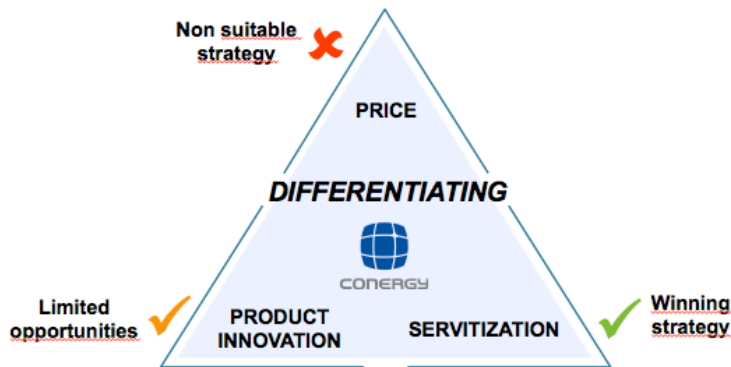 Non suitable
strategy
PRICE
DIFFERENTIATING
CONERGY
Limited
opportunities
PRODUCT
INNOVATION
SERVITIZATION
Winning
strategy